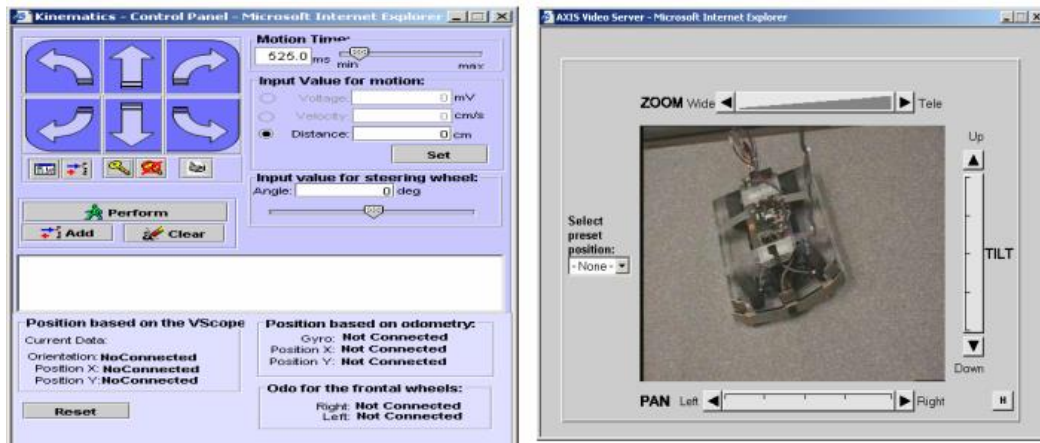 Kinematics - Control Panel - Microsoft Internet Explorer
Motion Time:
525.0 ms min max
Input Value for motion:
Voltage: 0 mV
Velocity: 0 cm/s
Distance: 0 cm
Set
Input value for steering wheel:
Angle: 0 deg
Perform
Add Clear
Position based on the VScope
Current Data:
Orientation: NoConnected
Position X: NoConnected
Position Y: NoConnected
Reset
Position based on odometry:
Gyro: Not Connected
Position X: Not Connected
Position Y: Not Connected
Odo for the frontal wheels:
Right: Not Connected
Left: Not Connected
AXIS Video Server - Microsoft Internet Explorer
ZOOM Wide Tele
Up
Select
preset
position:
- None -
TILT
Down
PAN Left Right H